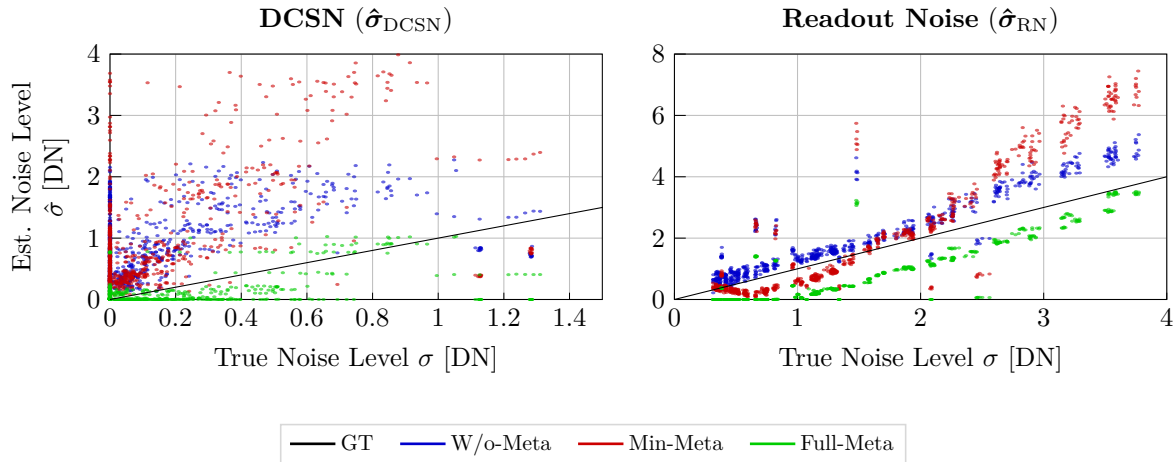 DCSN (σ̂_DCSN)
Est. Noise Level
σ̂ [DN]
4
3
2
1
0
0 0.2 0.4 0.6 0.8 1 1.2 1.4
True Noise Level σ [DN]
Readout Noise (σ̂_RN)
8
6
4
2
0
0 1 2 3 4
True Noise Level σ [DN]
GT W/o-Meta Min-Meta Full-Meta